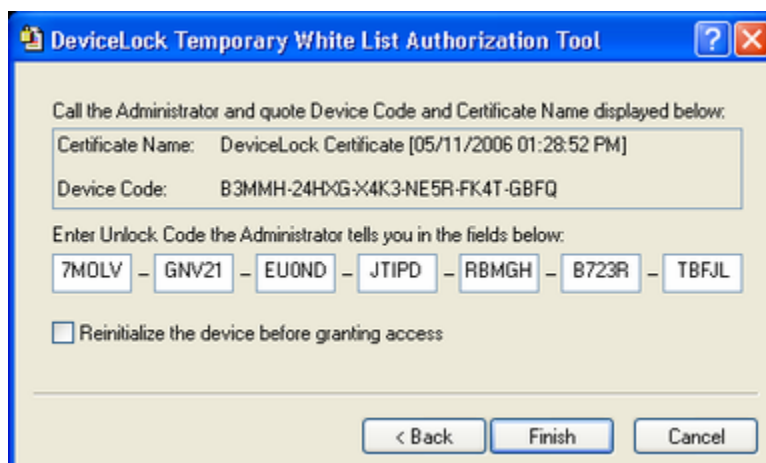 DeviceLock Temporary White List Authorization Tool
Call the Administrator and quote Device Code and Certificate Name displayed below:
Certificate Name: DeviceLock Certificate [05/11/2006 01:28:52 PM]
Device Code: B3MMH-24HXG-X4K3-NE5R-FK4T-GBFQ
Enter Unlock Code the Administrator tells you in the fields below:
7MOLV – GNV21 – EU0ND – JTIPD – RBMGH – B723R – TBFJL
Reinitialize the device before granting access
< Back Finish Cancel